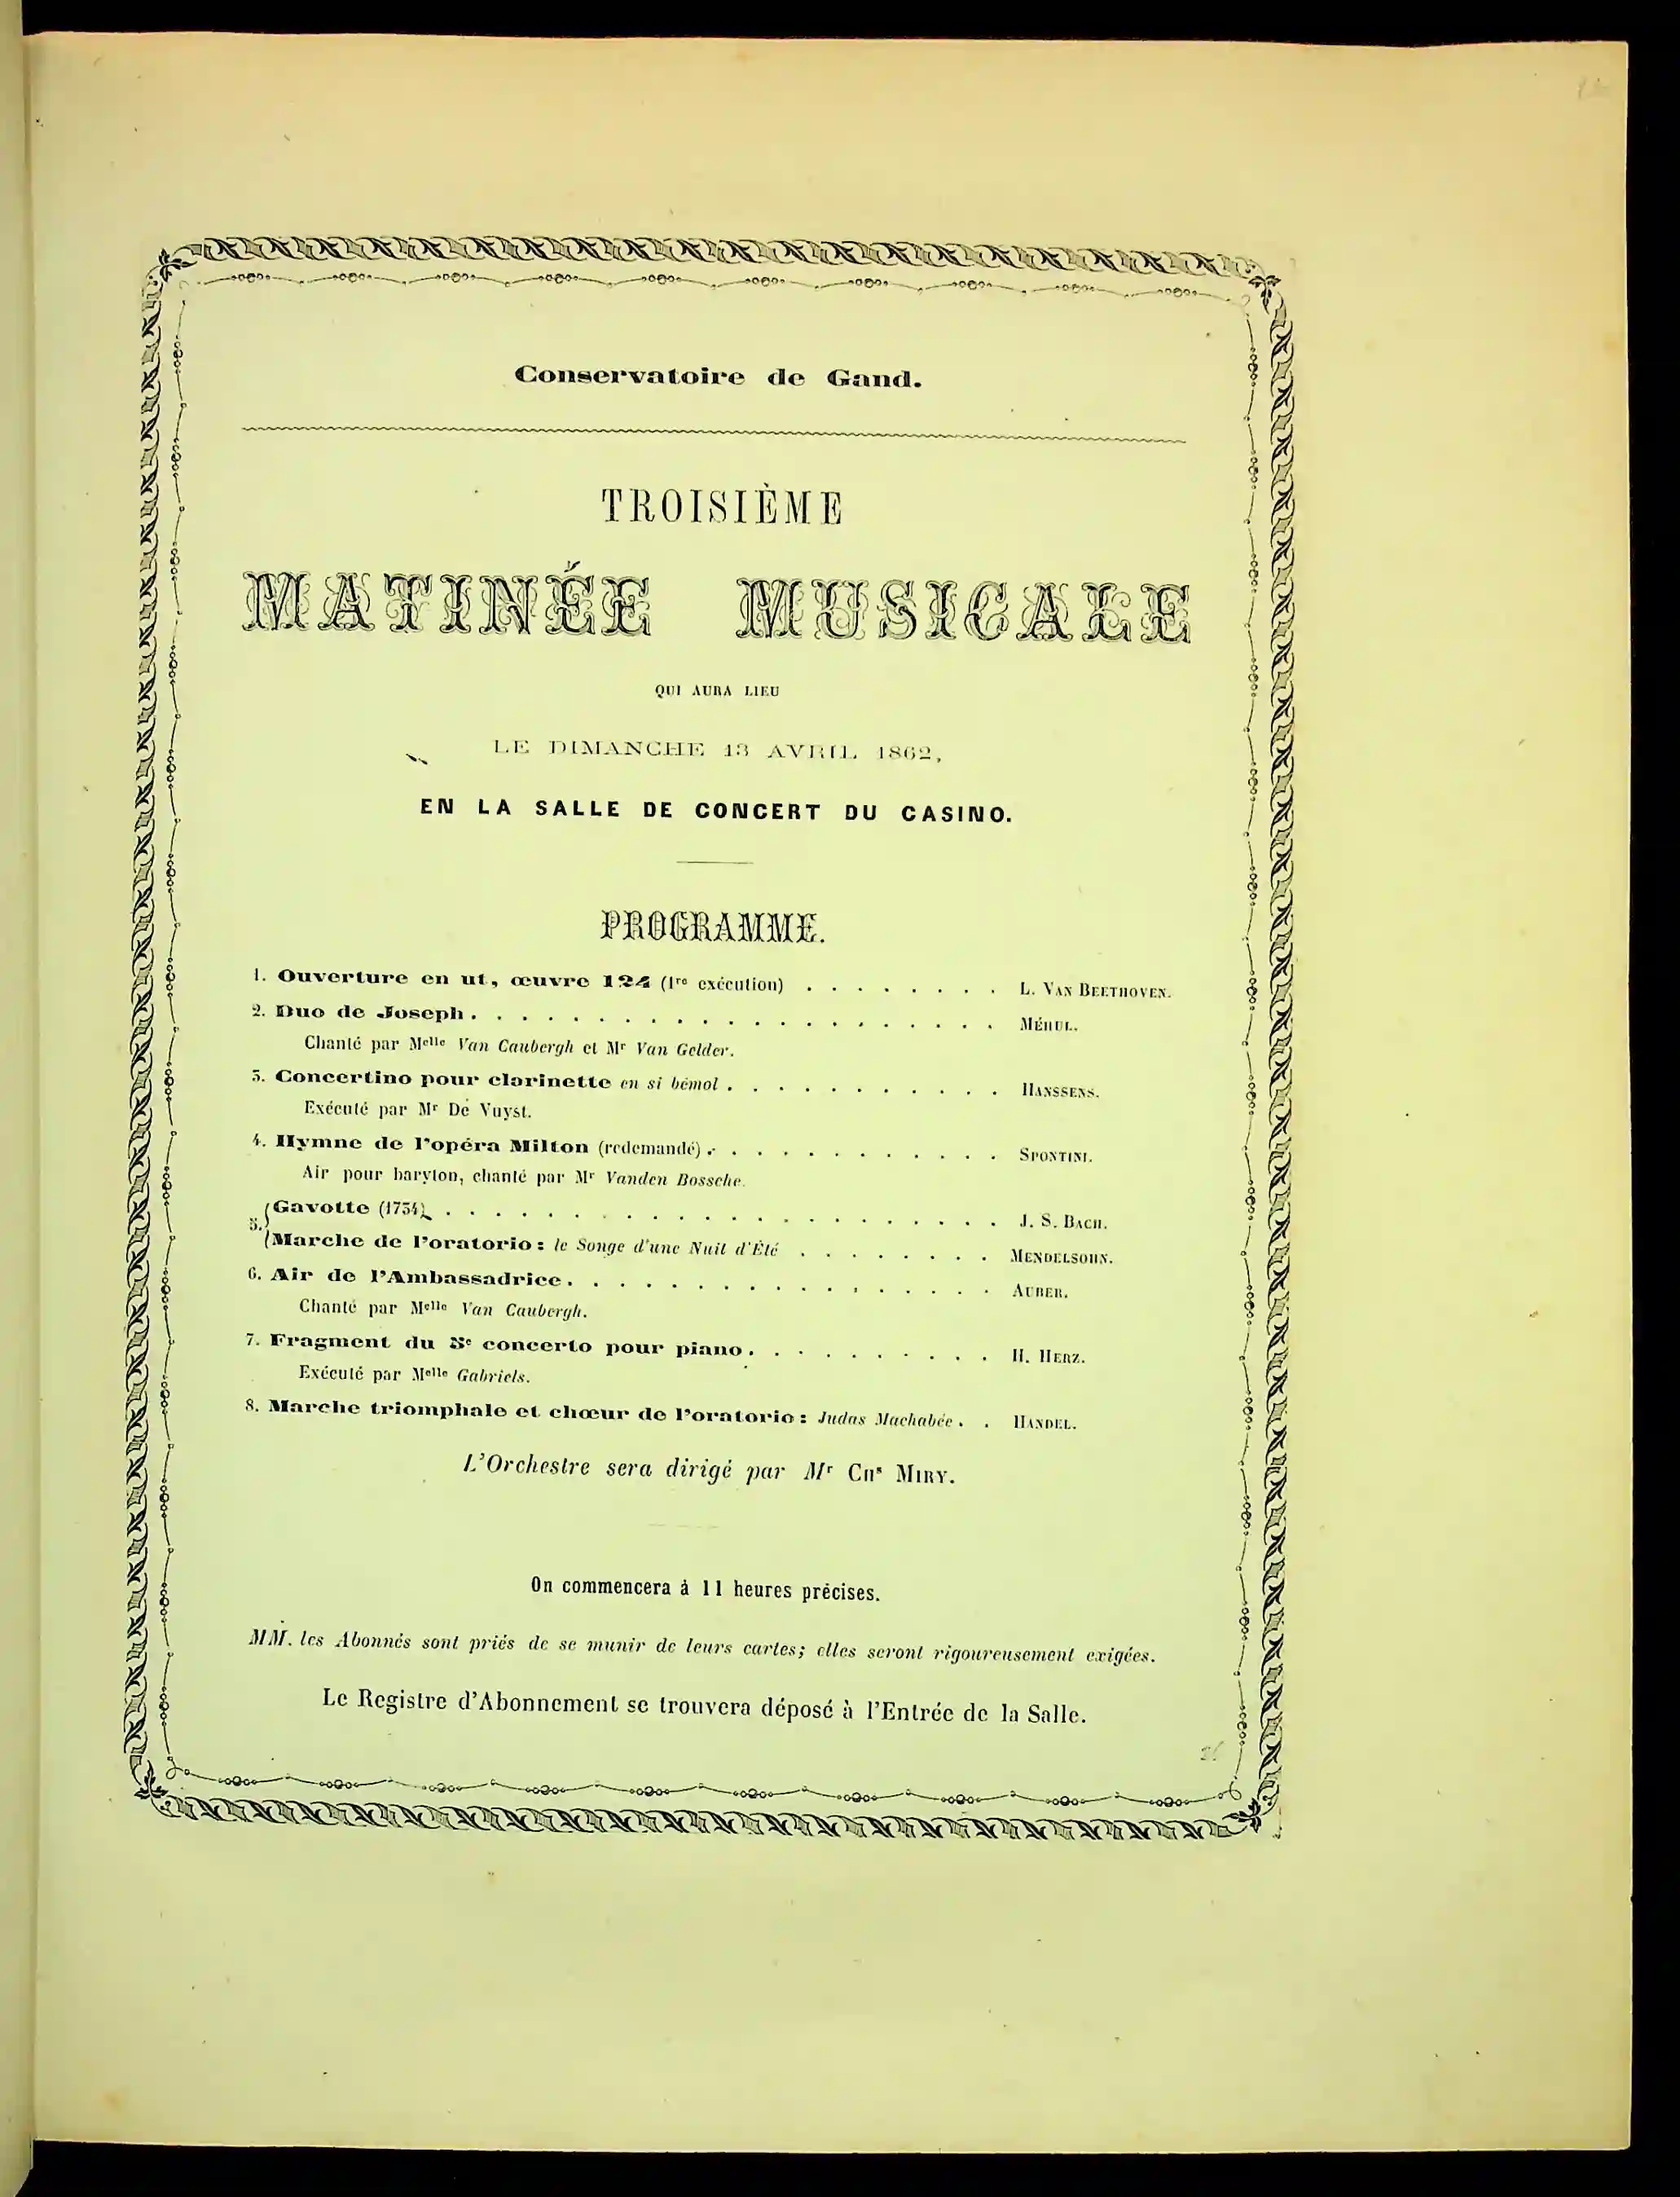 Conservatoire de Gand.
TROISIÈME
MATINÉE MUSICALE
QUI AURA LIEU
LE DIMANCHE 13 AVRIL 1862,
EN LA SALLE DE CONCERT DU CASINO.
PROGRAMME.
1. Ouverture en ut, œuvre 124 (1re exécution) . . . . . . . . L. VAN BEETHOVEN.
2. Duo de Joseph . . . . . . . . . . . . . . . . . . . . . MÉHUL.
Chanté par Melle Van Caubergh et Mr Van Gelder.
3. Concertino pour clarinette en si bémol . . . . . . . . . . . HANSSENS.
Exécuté par Mr De Vuyst.
4. Hymne de l'opéra Milton (redemandé) . . . . . . . . . . . . SPONTINI.
Air pour baryton, chanté par Mr Vanden Bossche.
5. Gavotte (1734) . . . . . . . . . . . . . . . . . . . . . . J. S. BACH.
Marche de l'oratorio : le Songe d'une Nuit d'Été . . . . . . . . MENDELSOHN.
6. Air de l'Ambassadrice . . . . . . . . . . . . . . . . . AUBER.
Chanté par Melle Van Caubergh.
7. Fragment du 5e concerto pour piano . . . . . . . . . . H. HERZ.
Exécuté par Melle Gabriels.
8. Marche triomphale et chœur de l'oratorio : Judas Machabée . . HANDEL.
L'Orchestre sera dirigé par Mr CHs MIRY.
On commencera à 11 heures précises.
MM. les Abonnés sont priés de se munir de leurs cartes; elles seront rigoureusement exigées.
Le Registre d'Abonnement se trouvera déposé à l'Entrée de la Salle.